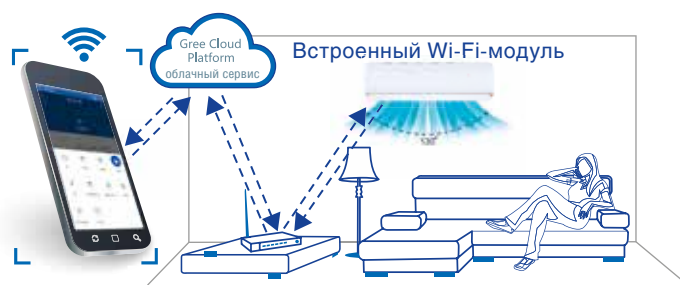 Gree Cloud
Platform
облачный сервис
Встроенный Wi-Fi-модуль